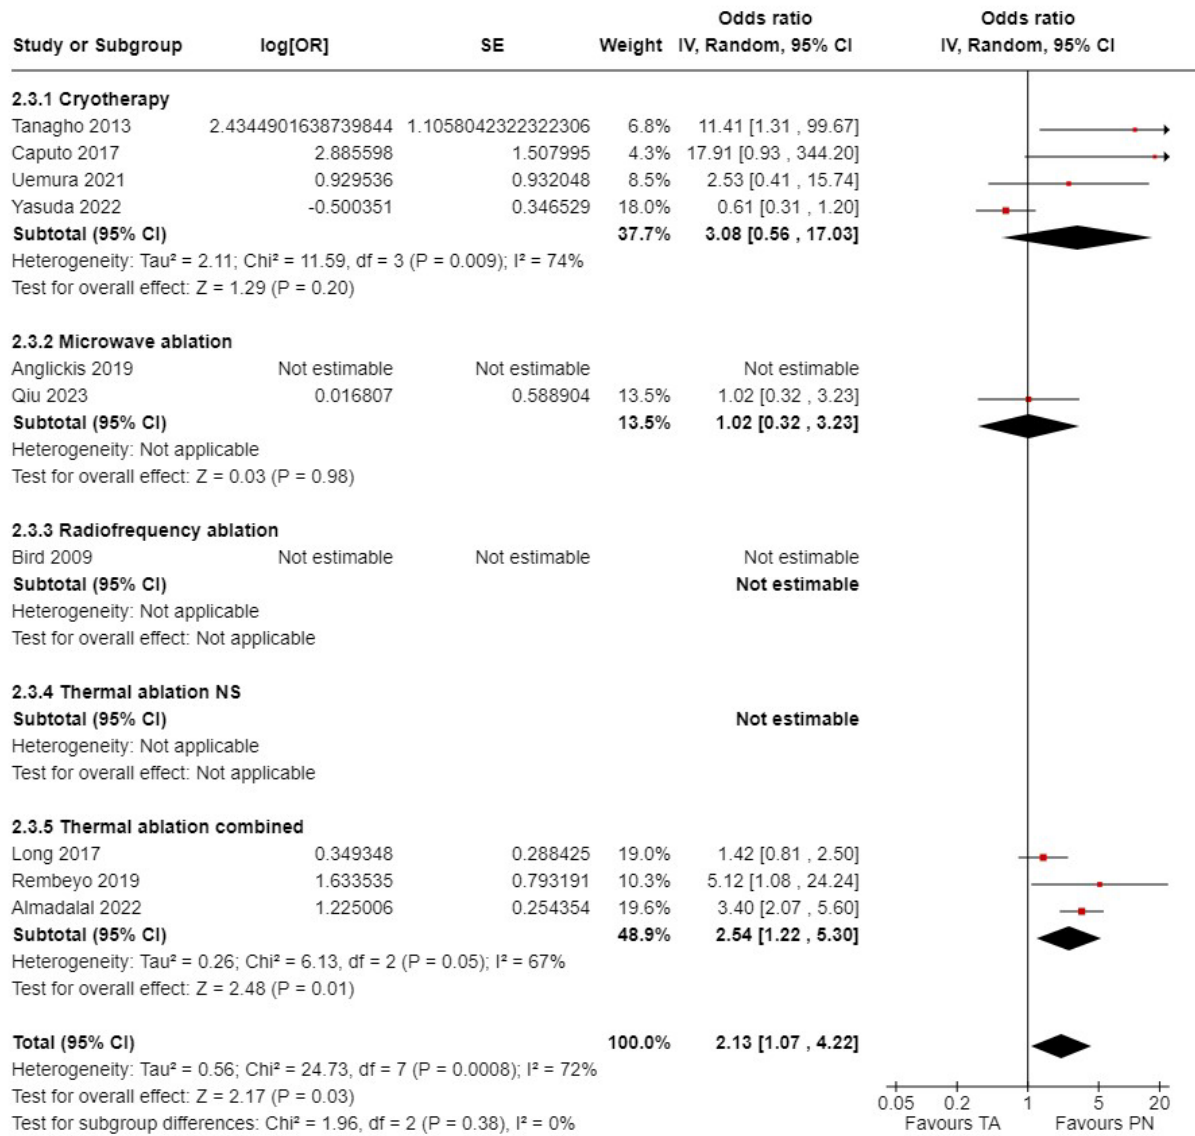 Odds ratio Odds ratio
Study or Subgroup log[OR] SE Weight IV, Random, 95% CI IV, Random, 95% CI
2.3.1 Cryotherapy
Tanagho 2013 2.4344901638739844 1.1058042322322306 6.8% 11.41 [1.31 , 99.67]
Caputo 2017 2.885598 1.507995 4.3% 17.91 [0.93 , 344.20]
Uemura 2021 0.929536 0.932048 8.5% 2.53 [0.41 , 15.74]
Yasuda 2022 -0.500351 0.346529 18.0% 0.61 [0.31 , 1.20]
Subtotal (95% CI) 37.7% 3.08 [0.56 , 17.03]
Heterogeneity: Tau² = 2.11; Chi² = 11.59, df = 3 (P = 0.009); I² = 74%
Test for overall effect: Z = 1.29 (P = 0.20)
2.3.2 Microwave ablation
Anglickis 2019 Not estimable Not estimable Not estimable
Qiu 2023 0.016807 0.588904 13.5% 1.02 [0.32 , 3.23]
Subtotal (95% CI) 13.5% 1.02 [0.32 , 3.23]
Heterogeneity: Not applicable
Test for overall effect: Z = 0.03 (P = 0.98)
2.3.3 Radiofrequency ablation
Bird 2009 Not estimable Not estimable Not estimable
Subtotal (95% CI) Not estimable
Heterogeneity: Not applicable
Test for overall effect: Not applicable
2.3.4 Thermal ablation NS
Subtotal (95% CI) Not estimable
Heterogeneity: Not applicable
Test for overall effect: Not applicable
2.3.5 Thermal ablation combined
Long 2017 0.349348 0.288425 19.0% 1.42 [0.81 , 2.50]
Rembeyo 2019 1.633535 0.793191 10.3% 5.12 [1.08 , 24.24]
Almadalal 2022 1.225006 0.254354 19.6% 3.40 [2.07 , 5.60]
Subtotal (95% CI) 48.9% 2.54 [1.22 , 5.30]
Heterogeneity: Tau² = 0.26; Chi² = 6.13, df = 2 (P = 0.05); I² = 67%
Test for overall effect: Z = 2.48 (P = 0.01)
Total (95% CI) 100.0% 2.13 [1.07 , 4.22]
Heterogeneity: Tau² = 0.56; Chi² = 24.73, df = 7 (P = 0.0008); I² = 72%
Test for overall effect: Z = 2.17 (P = 0.03)
Test for subgroup differences: Chi² = 1.96, df = 2 (P = 0.38), I² = 0%
0.05 0.2 1 5 20
Favours TA Favours PN